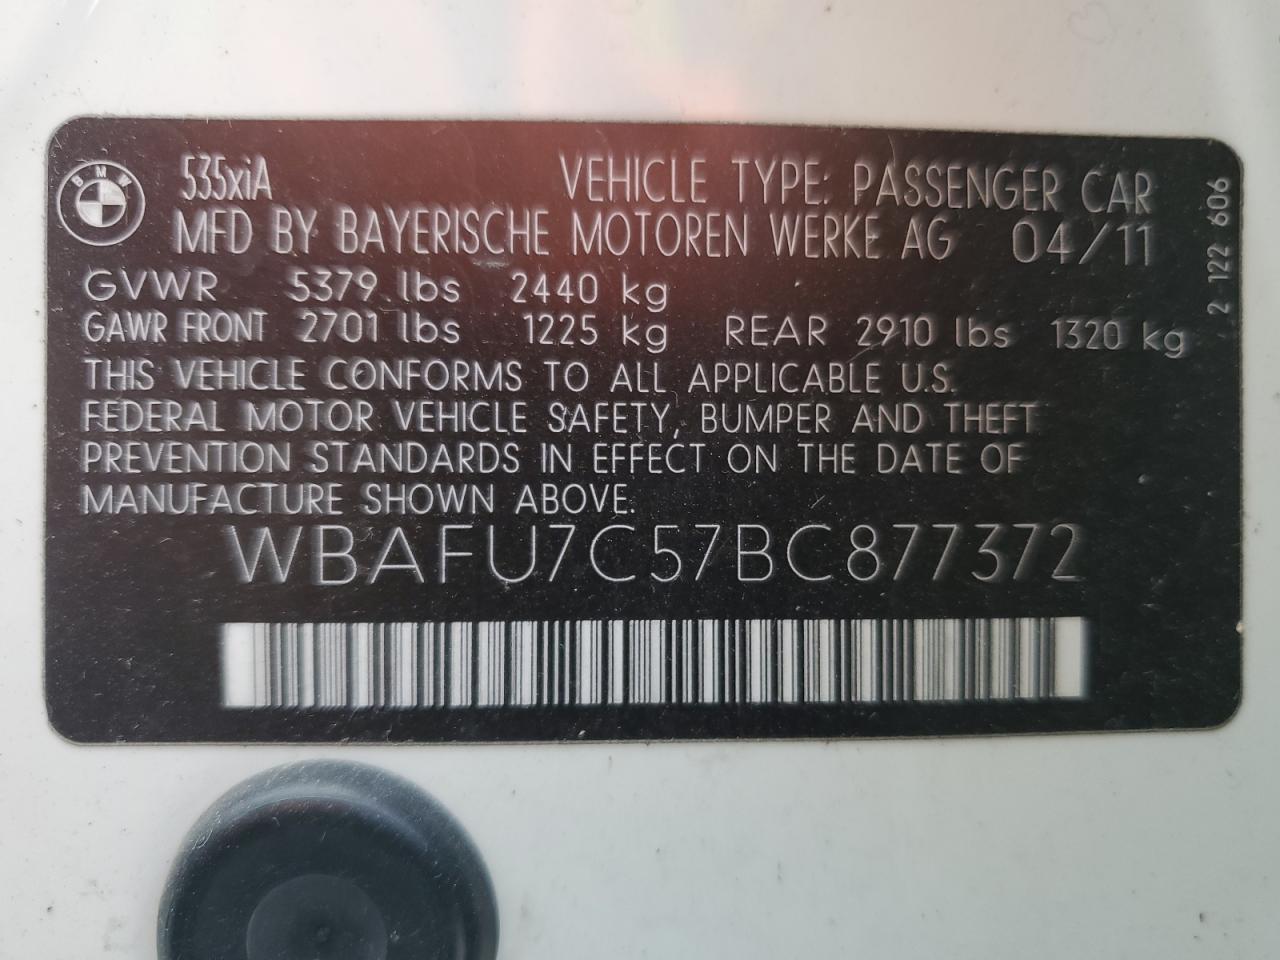 BMW
535xiA VEHICLE TYPE: PASSENGER CAR
MFD BY BAYERISCHE MOTOREN WERKE AG 04/11
GVWR 5379 lbs 2440 kg
GAWR FRONT 2701 lbs 1225 kg REAR 2910 lbs 1320 kg
THIS VEHICLE CONFORMS TO ALL APPLICABLE U.S.
FEDERAL MOTOR VEHICLE SAFETY, BUMPER AND THEFT
PREVENTION STANDARDS IN EFFECT ON THE DATE OF
MANUFACTURE SHOWN ABOVE.
WBAFU7C57BC877372
2 122 606